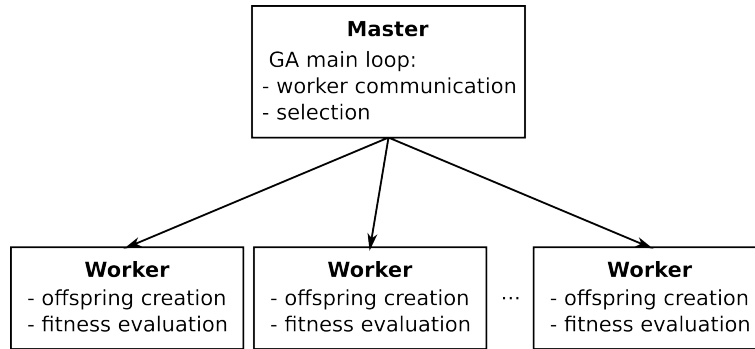 Master
GA main loop:
- worker communication
- selection
Worker
- offspring creation
- fitness evaluation
Worker
- offspring creation
- fitness evaluation
...
Worker
- offspring creation
- fitness evaluation